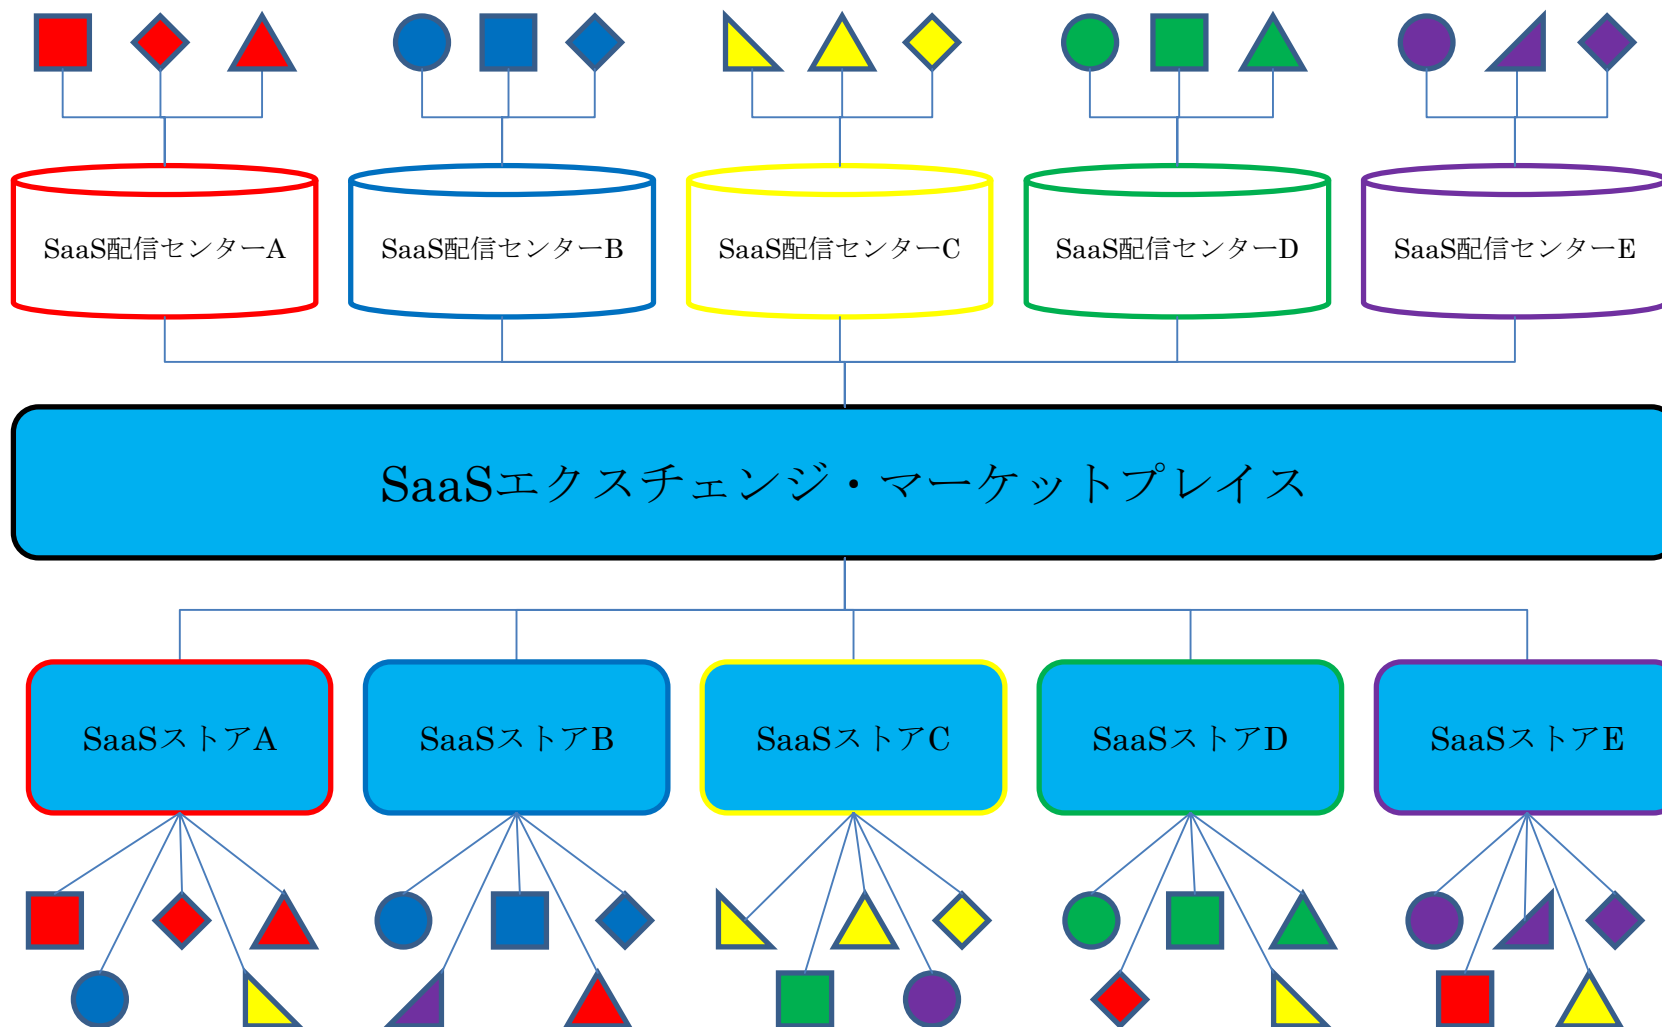 SaaS配信センターA
SaaS配信センターB
SaaS配信センターC
SaaS配信センターD
SaaS配信センターE
SaaSエクスチェンジ・マーケットプレイス
SaaSストアA
SaaSストアB
SaaSストアC
SaaSストアD
SaaSストアE